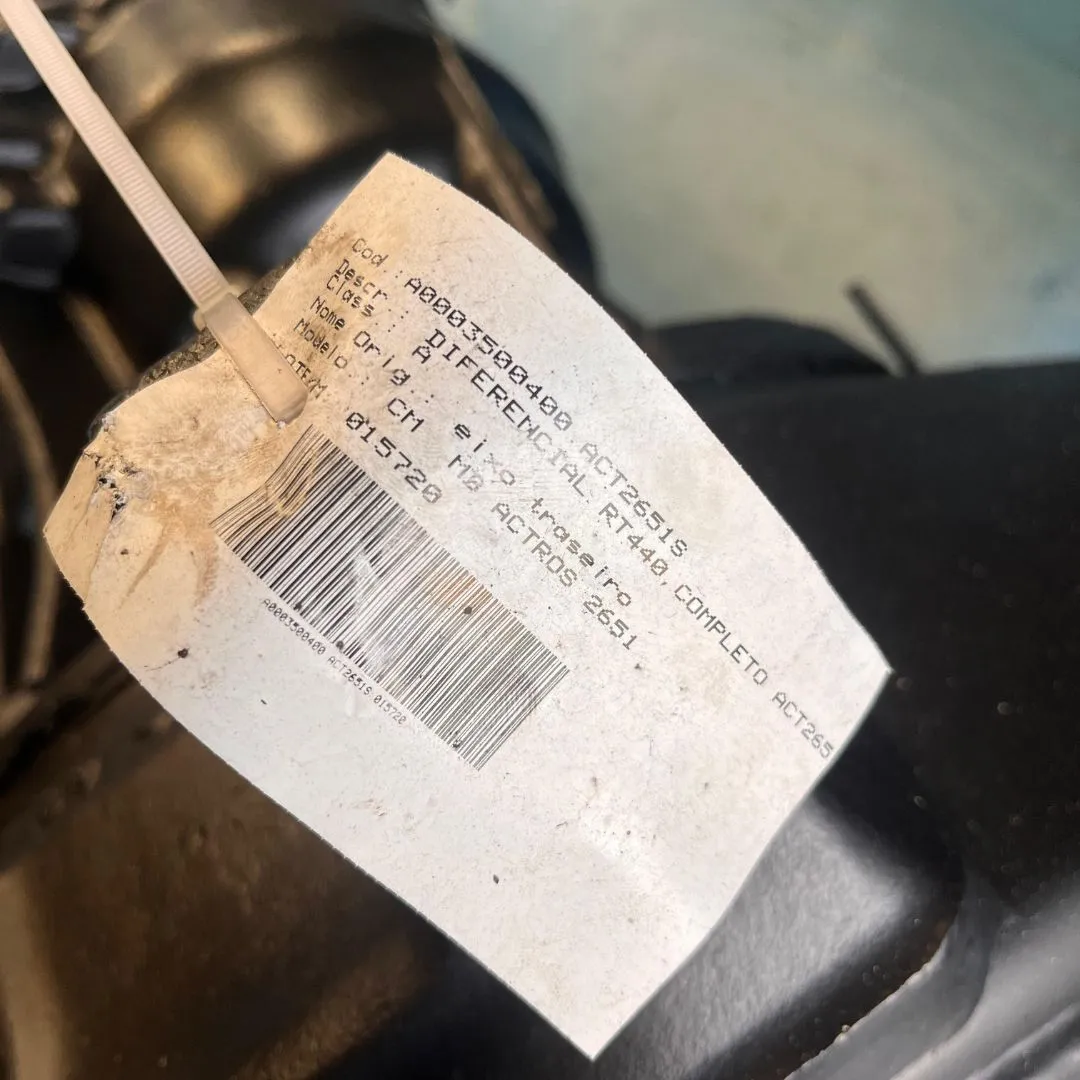 Cod : A0003500400 ACT2651S
Descr : DIFERENCIAL RT440,COMPLETO ACT265
Class : A
Nome Orig : eixo traseiro
Modelo : CM MB ACTROS 2651
OTE/M 015720
A0003500400 ACT2651S 015720